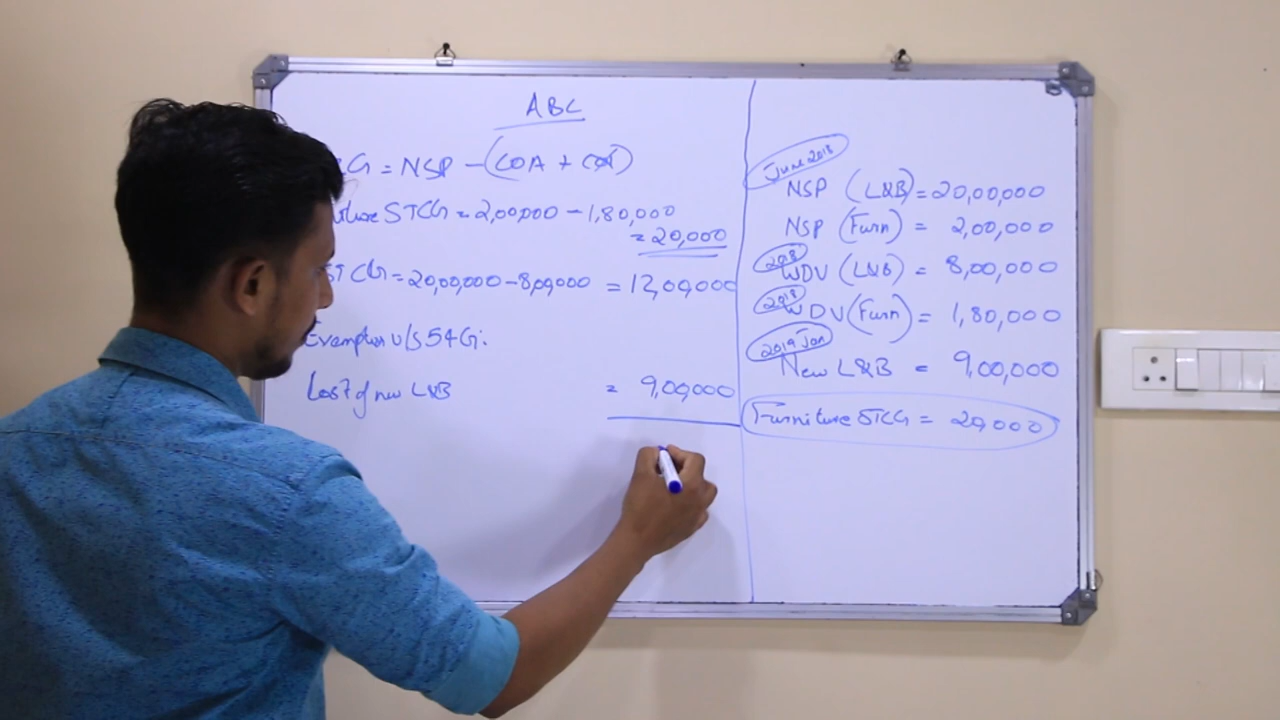 ABC
G = NSP - (COA + COI)
ture STCG = 2,00,000 - 1,80,000
= 20,000
STCG = 20,00,000 - 8,00,000 = 12,00,000
Exemption u/s 54G:
Cost of new L&B = 9,00,000
June 2018
NSP (L&B) = 20,00,000
NSP (Furn) = 2,00,000
2018
WDV (L&B) = 8,00,000
2018
WDV (Furn) = 1,80,000
2019 Jan
New L&B = 9,00,000
Furniture STCG = 20,000